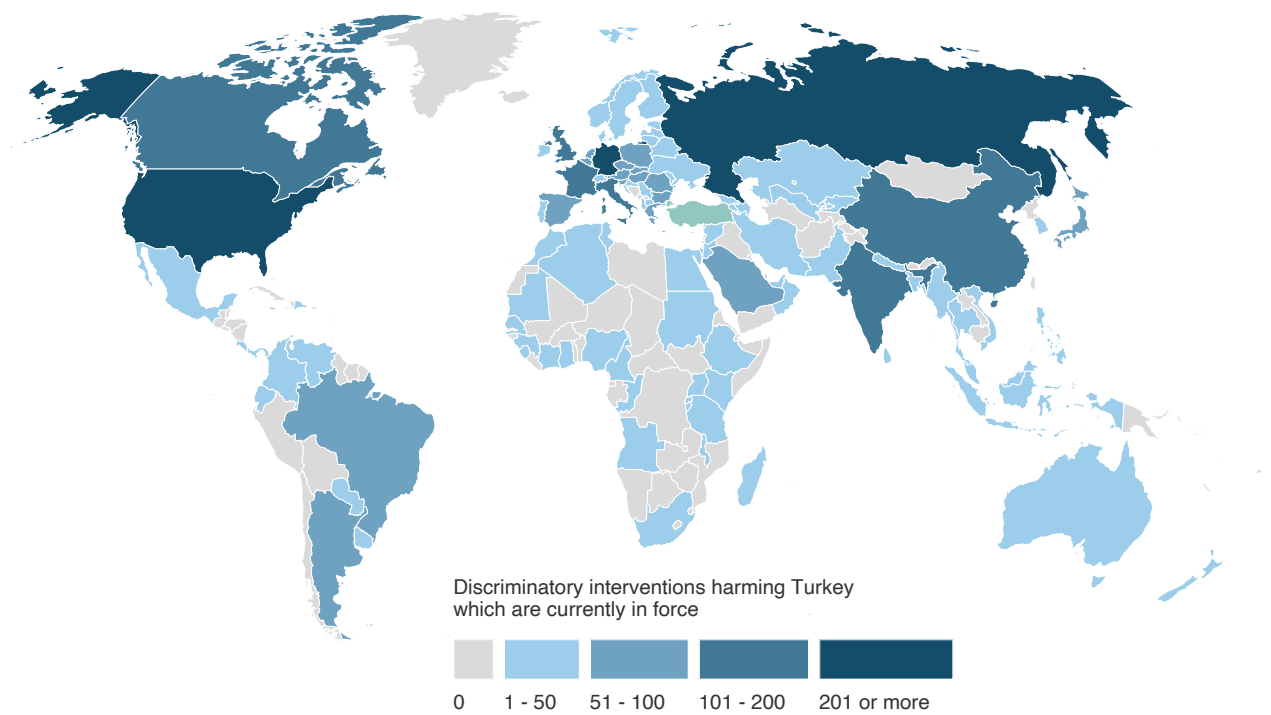 Discriminatory interventions harming Turkey
which are currently in force
0
1 - 50
51 - 100
101 - 200
201 or more